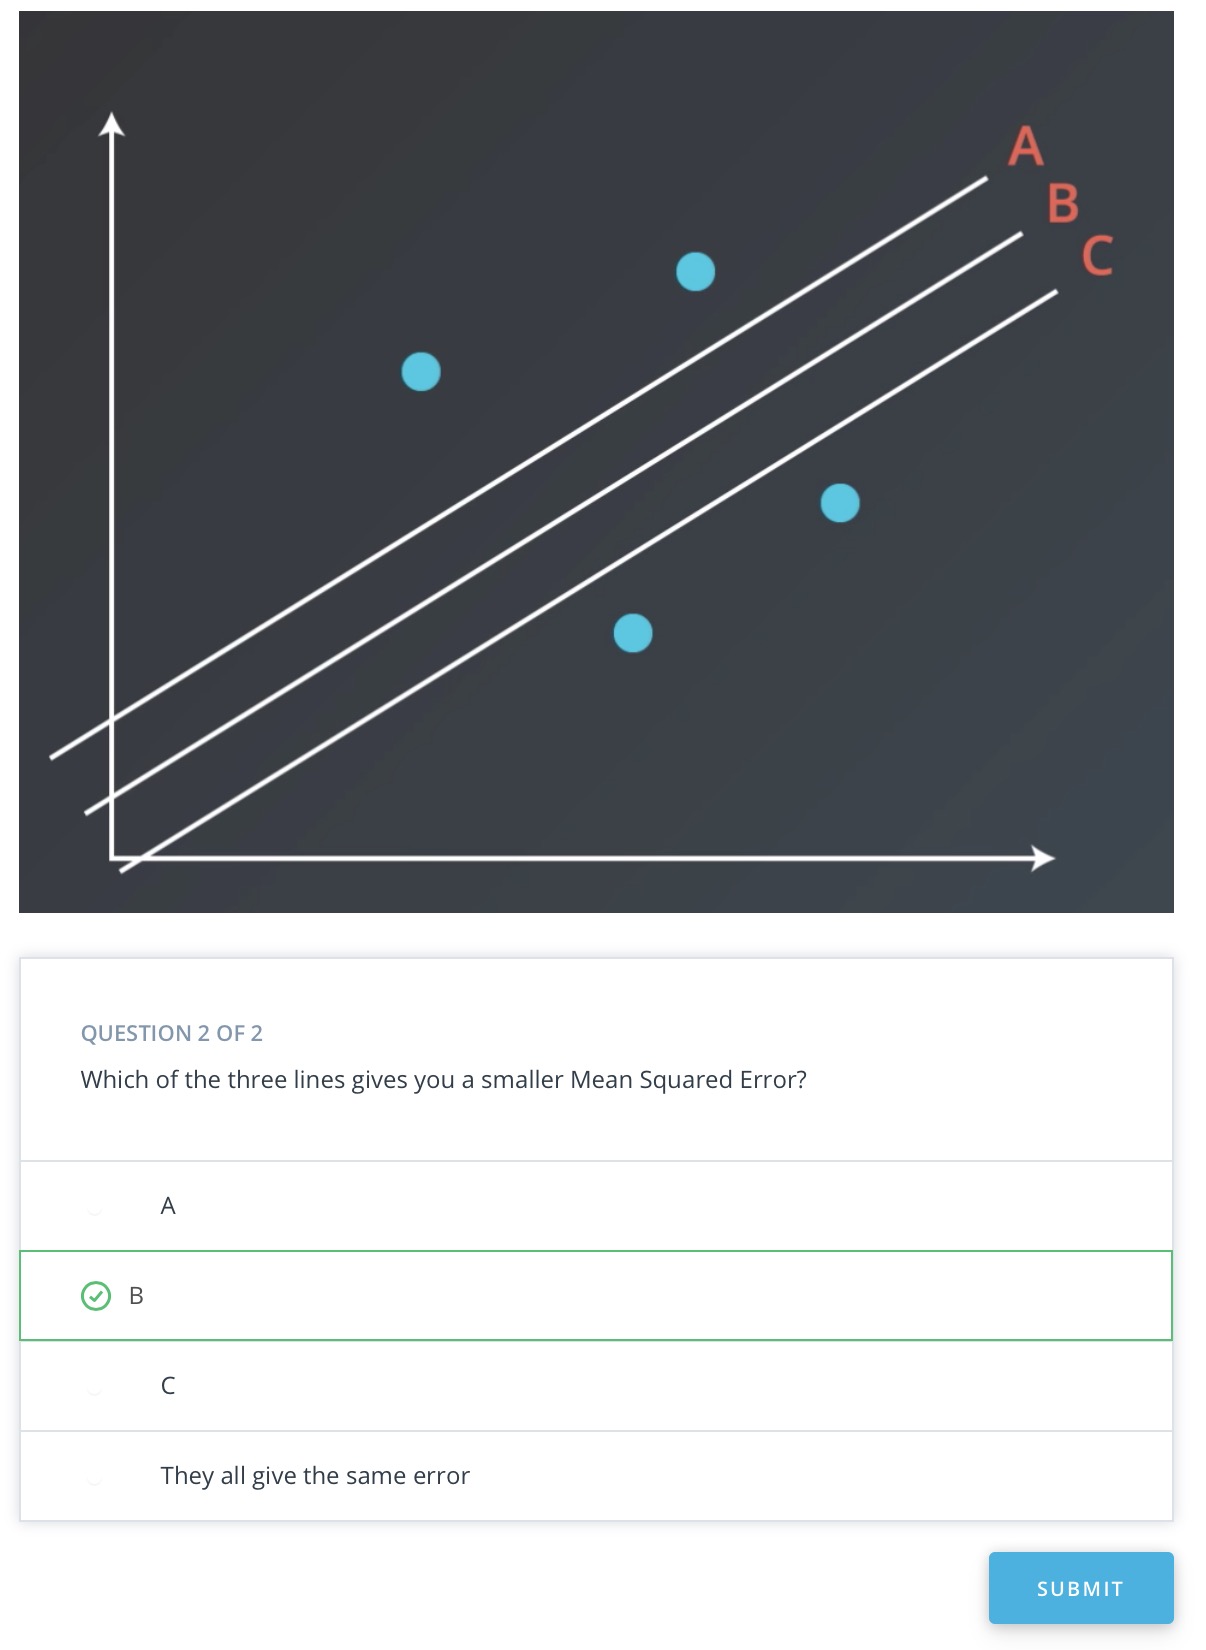 A
B
C
QUESTION 2 OF 2
Which of the three lines gives you a smaller Mean Squared Error?
A
B
C
They all give the same error
SUBMIT